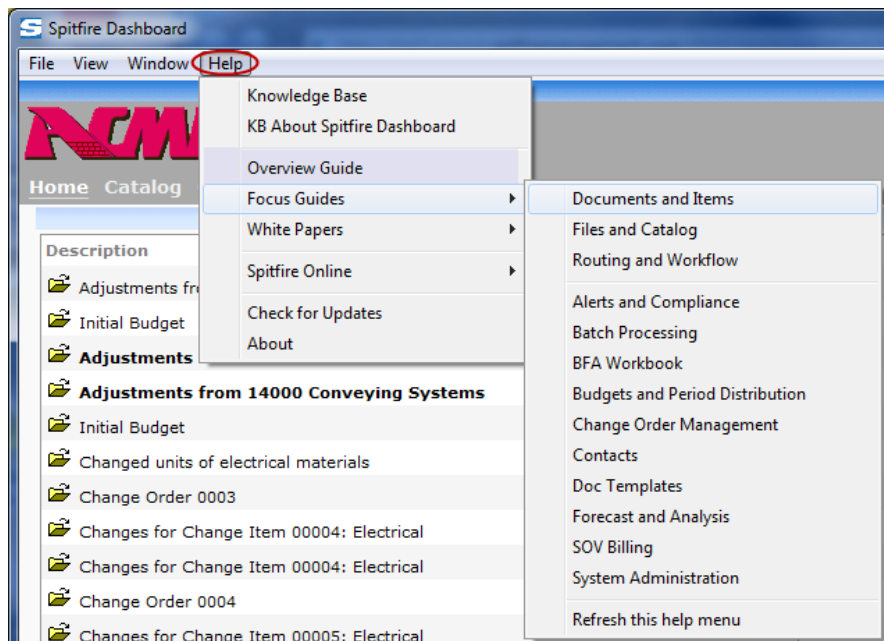 Spitfire Dashboard
File View Window Help
Knowledge Base
KB About Spitfire Dashboard
Overview Guide
Focus Guides
White Papers
Spitfire Online
Check for Updates
About
Documents and Items
Files and Catalog
Routing and Workflow
Alerts and Compliance
Batch Processing
BFA Workbook
Budgets and Period Distribution
Change Order Management
Contacts
Doc Templates
Forecast and Analysis
SOV Billing
System Administration
Refresh this help menu
Home Catalog
Description
Adjustments
Initial Budget
Adjustments
Adjustments from 14000 Conveying Systems
Initial Budget
Changed units of electrical materials
Change Order 0003
Changes for Change Item 00004: Electrical
Changes for Change Item 00004: Electrical
Change Order 0004
Changes for Change Item 00005: Electrical